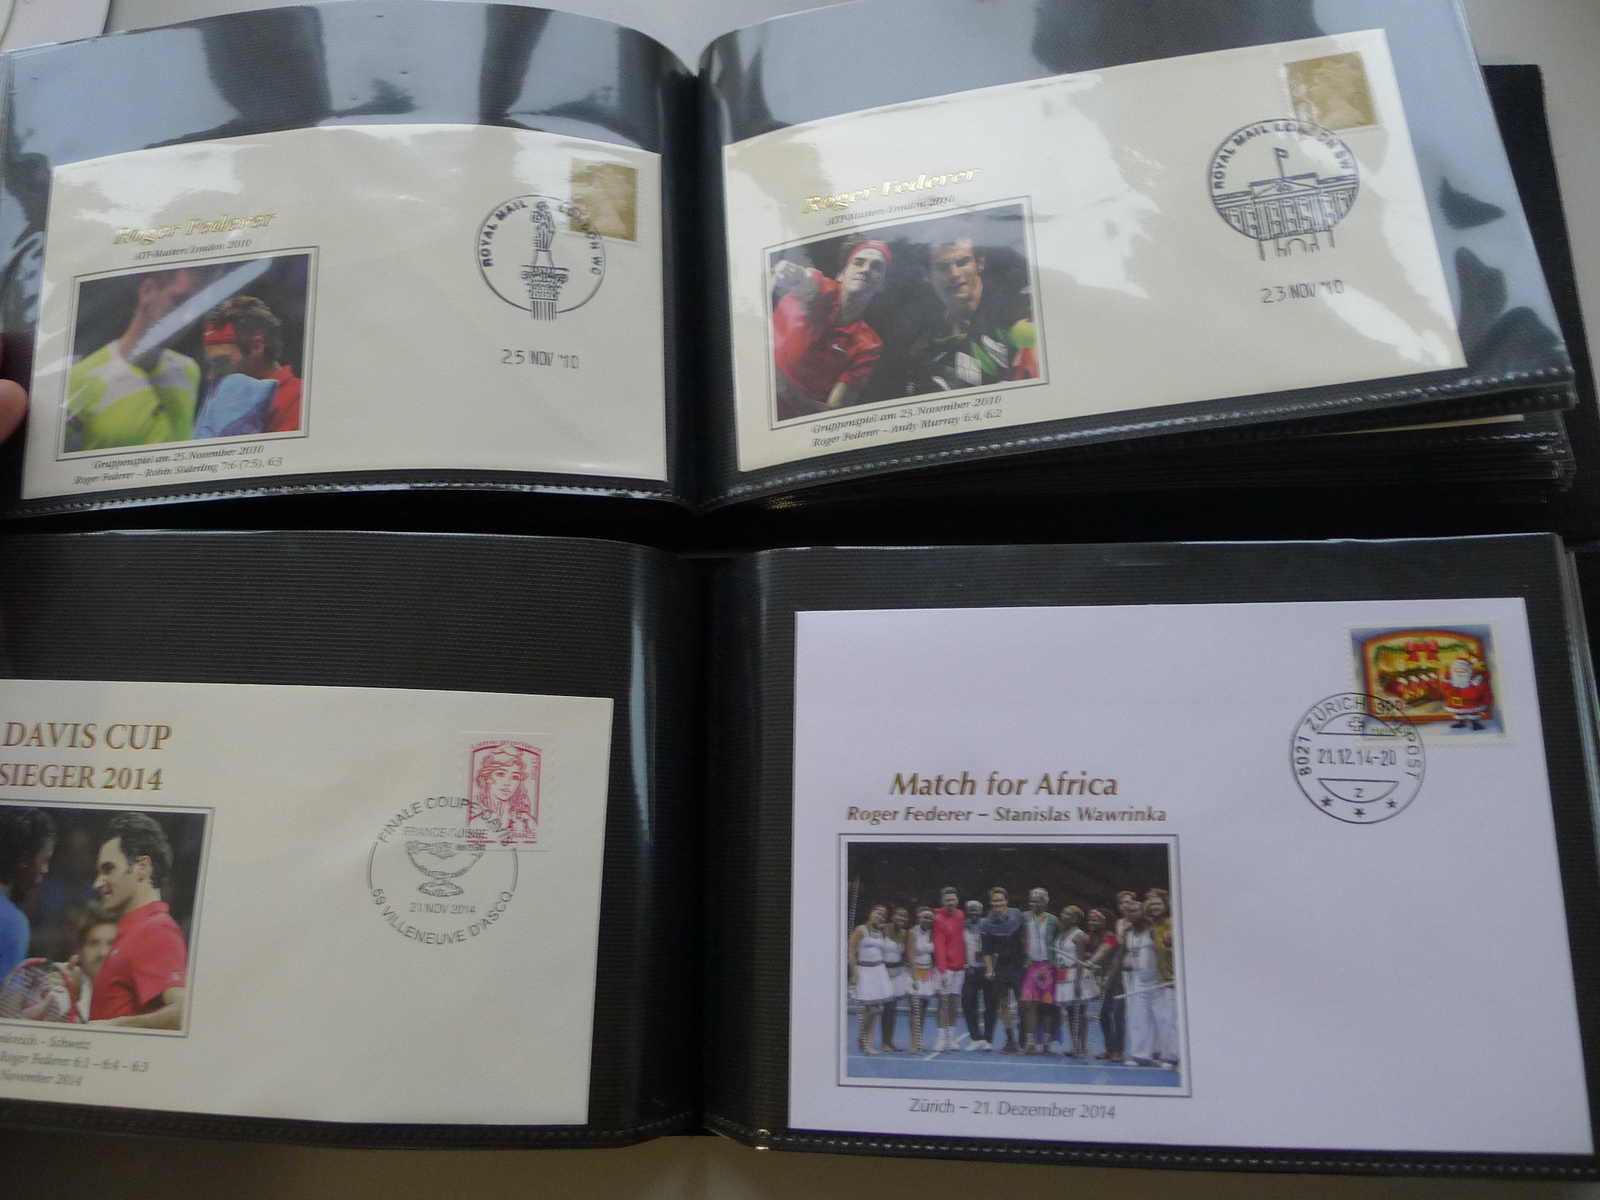 Roger Federer
ATP-Masters London 2010
ROYAL MAIL LONDON WC
25 NOV '10
Gruppenspiel am 25. November 2010
Roger Federer – Robin Söderling 7:6 (7:5), 6:3
Roger Federer
ATP-Masters London 2010
ROYAL MAIL LONDON SW
23 NOV '10
Gruppenspiel am 23. November 2010
Roger Federer – Andy Murray 6:4, 6:2
DAVIS CUP
SIEGER 2014
FINALE COUPE DAVIS
FRANCE-SUISSE
21 NOV 2014
59 VILLENEUVE D'ASCQ
FRANCE
Schweiz
Roger Federer 6:1 – 6:4 – 6:3
November 2014
Match for Africa
Roger Federer – Stanislas Wawrinka
8021 ZÜRICH
POST
21.12.14-20
Z
Zürich – 21. Dezember 2014